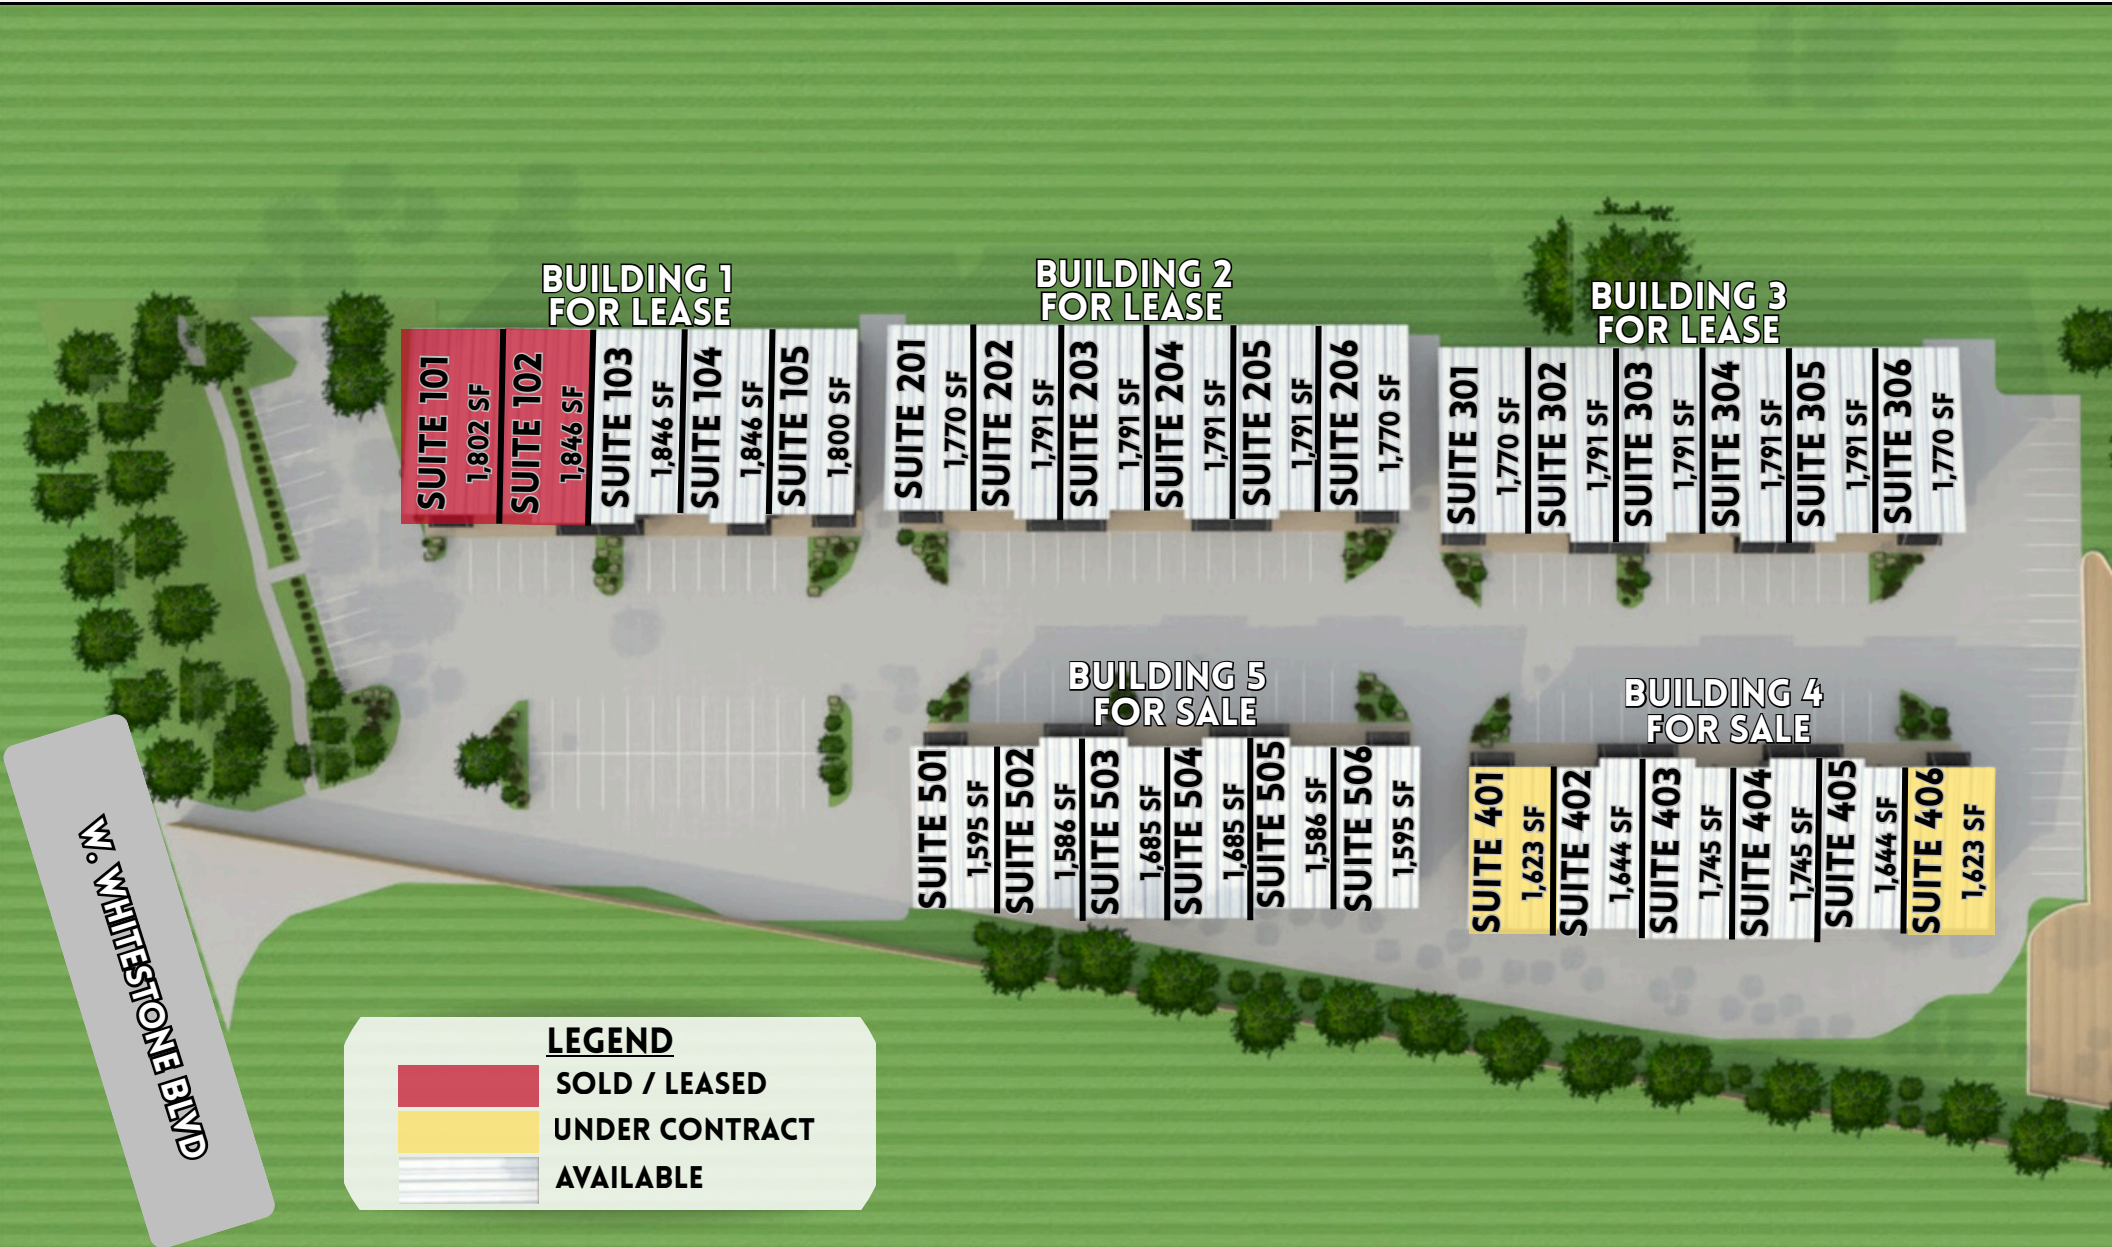 BUILDING 1
FOR LEASE
SUITE 101
1,802 SF
SUITE 102
1,846 SF
SUITE 103
1,846 SF
SUITE 104
1,846 SF
SUITE 105
1,800 SF
BUILDING 2
FOR LEASE
SUITE 201
1,770 SF
SUITE 202
1,791 SF
SUITE 203
1,791 SF
SUITE 204
1,791 SF
SUITE 205
1,791 SF
SUITE 206
1,770 SF
BUILDING 3
FOR LEASE
SUITE 301
1,770 SF
SUITE 302
1,791 SF
SUITE 303
1,791 SF
SUITE 304
1,791 SF
SUITE 305
1,791 SF
SUITE 306
1,770 SF
BUILDING 5
FOR SALE
SUITE 501
1,595 SF
SUITE 502
1,586 SF
SUITE 503
1,685 SF
SUITE 504
1,685 SF
SUITE 505
1,586 SF
SUITE 506
1,595 SF
BUILDING 4
FOR SALE
SUITE 401
1,623 SF
SUITE 402
1,644 SF
SUITE 403
1,745 SF
SUITE 404
1,745 SF
SUITE 405
1,644 SF
SUITE 406
1,623 SF
W. WHITESTONE BLVD
LEGEND
SOLD / LEASED
UNDER CONTRACT
AVAILABLE